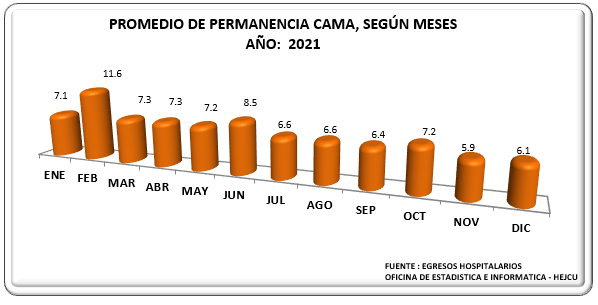 PROMEDIO DE PERMANENCIA CAMA, SEGÚN MESES
AÑO:  2021
7.1
11.6
7.3
7.3
7.2
8.5
6.6
6.6
6.4
7.2
5.9
6.1
ENE
FEB
MAR
ABR
MAY
JUN
JUL
AGO
SEP
OCT
NOV
DIC
FUENTE : EGRESOS HOSPITALARIOS
OFICINA DE ESTADISTICA E INFORMATICA - HEJCU